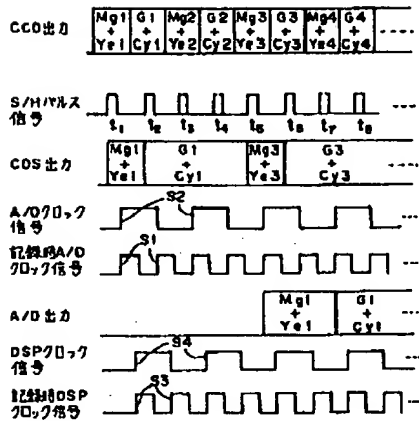 CCD出力
Mg1 + Ye1 G1 + Cy1 Mg2 + Ye2 G2 + Cy2 Mg3 + Ye3 G3 + Cy3 Mg4 + Ye4 G4 + Cy4
S/Hパルス信号
t1 t2 t3 t4 t5 t6 t7 t8
CDS出力
Mg1 + Ye1 G1 + Cy1 Mg3 + Ye3 G3 + Cy3
A/Dクロック信号
S2
記録時A/Dクロック信号
S1
A/D出力
Mg1 + Ye1 G1 + Cy1
DSPクロック信号
S4
記録時DSPクロック信号
S3